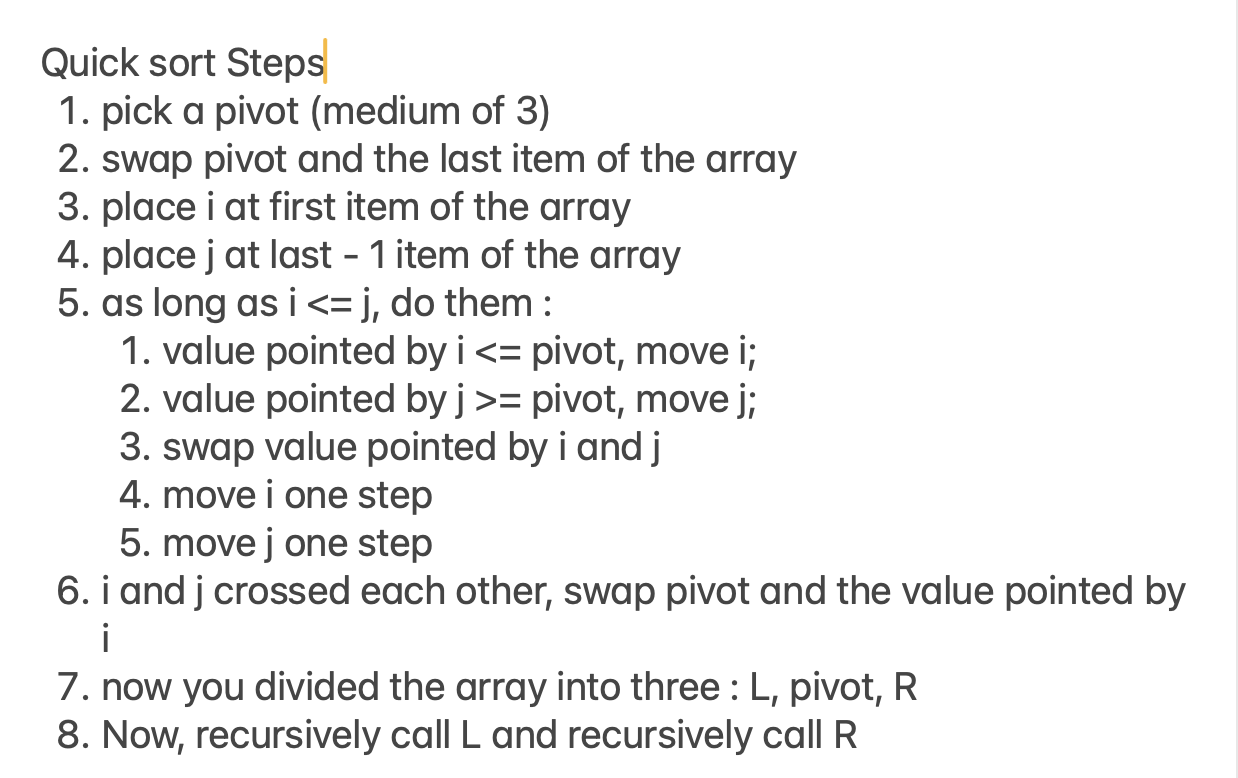 Quick sort Steps
1. pick a pivot (medium of 3)
2. swap pivot and the last item of the array
3. place i at first item of the array
4. place j at last - 1 item of the array
5. as long as i <= j, do them :
1. value pointed by i <= pivot, move i;
2. value pointed by j >= pivot, move j;
3. swap value pointed by i and j
4. move i one step
5. move j one step
6. i and j crossed each other, swap pivot and the value pointed by
i
7. now you divided the array into three : L, pivot, R
8. Now, recursively call L and recursively call R